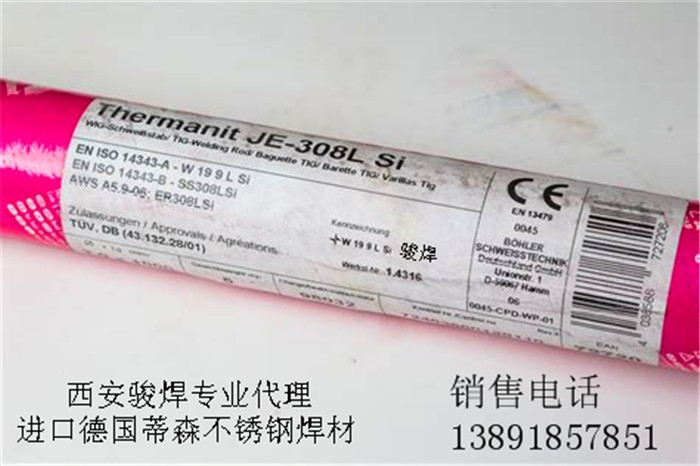 Thermanit JE-308L Si
WIG-Schweißstab/ TIG-Welding Rod/ Baguette TIG/ Barette TIG/ Varillas Tig
EN ISO 14343-A - W 19 9 L Si
EN ISO 14343-B - SS308LSi
AWS A5.9-06: ER308LSi
Zulassungen / Approvals / Agréations
TÜV, DB (43.132.28/01)
Kennzeichnung
W 19 9 L Si 骏焊
Werkst-Nr. 1.4316
CE
EN 13479
0045
BÖHLER
SCHWEISSTECHNIK
Deutschland GmbH
Unionstr. 1
D-59067 Hamm
06
0045-CPD-WP-01
EAN
西安骏焊专业代理
进口德国蒂森不锈钢焊材
销售电话
13891857851